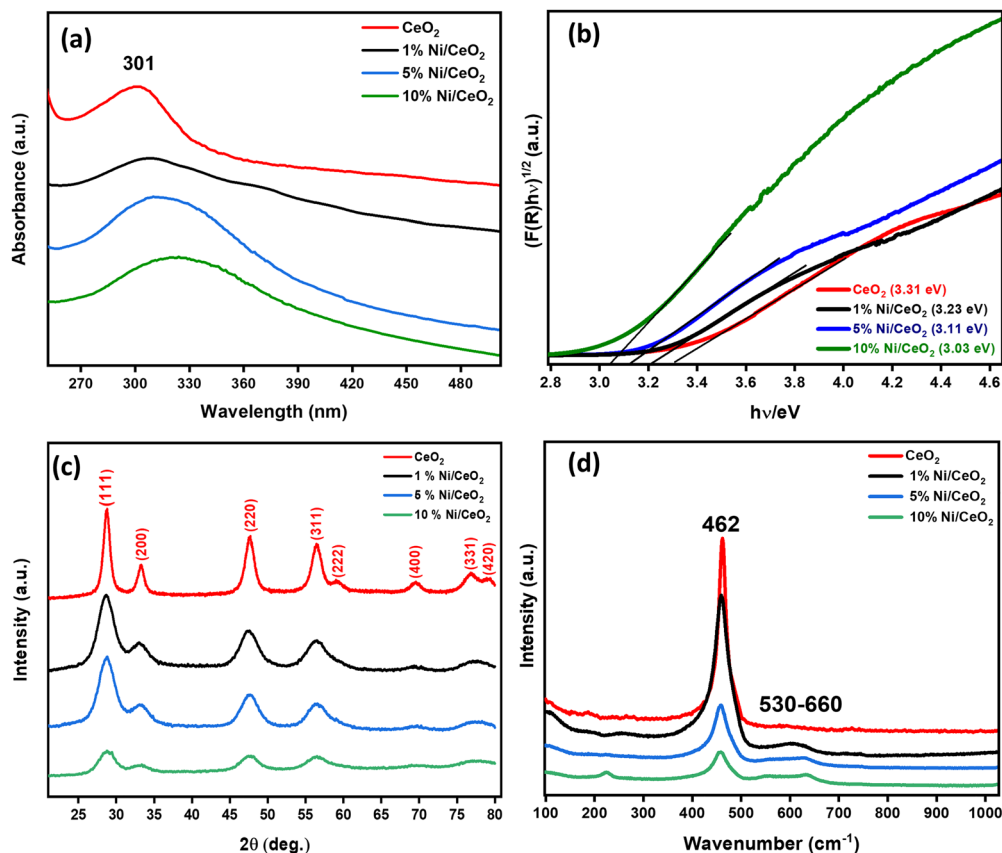 (a)
301
CeO₂
1% Ni/CeO₂
5% Ni/CeO₂
10% Ni/CeO₂
Absorbance (a.u.)
270 300 330 360 390 420 450 480
Wavelength (nm)
(b)
(F(R)hν)^1/2 (a.u.)
CeO₂ (3.31 eV)
1% Ni/CeO₂ (3.23 eV)
5% Ni/CeO₂ (3.11 eV)
10% Ni/CeO₂ (3.03 eV)
2.8 3.0 3.2 3.4 3.6 3.8 4.0 4.2 4.4 4.6
hν/eV
(c)
CeO₂
1 % Ni/CeO₂
5 % Ni/CeO₂
10 % Ni/CeO₂
(111)
(200)
(220)
(311)
(222)
(400)
(331)
(420)
Intensity (a.u.)
25 30 35 40 45 50 55 60 65 70 75 80
2θ (deg.)
(d)
CeO₂
1% Ni/CeO₂
5% Ni/CeO₂
10% Ni/CeO₂
462
530-660
Intensity (a.u.)
100 200 300 400 500 600 700 800 900 1000
Wavenumber (cm⁻¹)